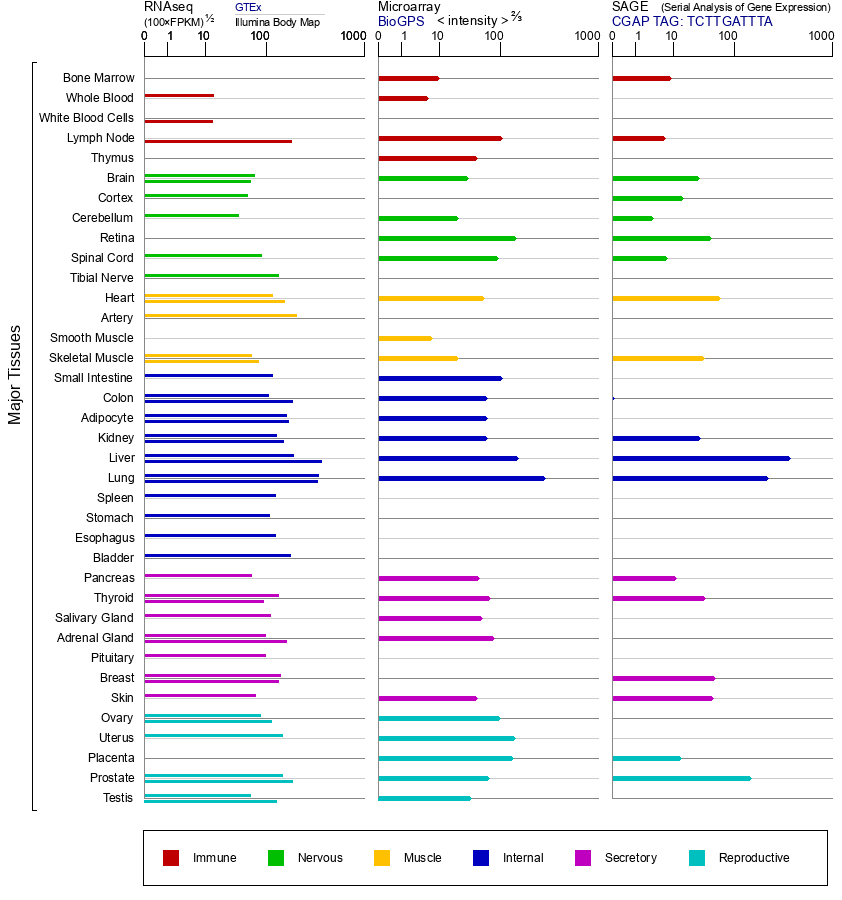 RNAseq
(100×FPKM) ½
GTEx
Illumina Body Map
0 1 10 100 1000
Microarray
BioGPS < intensity > ⅔
0 1 10 100 1000
SAGE (Serial Analysis of Gene Expression)
CGAP TAG: TCTTGATTTA
0 1 10 100 1000
Major Tissues
Bone Marrow
Whole Blood
White Blood Cells
Lymph Node
Thymus
Brain
Cortex
Cerebellum
Retina
Spinal Cord
Tibial Nerve
Heart
Artery
Smooth Muscle
Skeletal Muscle
Small Intestine
Colon
Adipocyte
Kidney
Liver
Lung
Spleen
Stomach
Esophagus
Bladder
Pancreas
Thyroid
Salivary Gland
Adrenal Gland
Pituitary
Breast
Skin
Ovary
Uterus
Placenta
Prostate
Testis
Immune Nervous Muscle Internal Secretory Reproductive